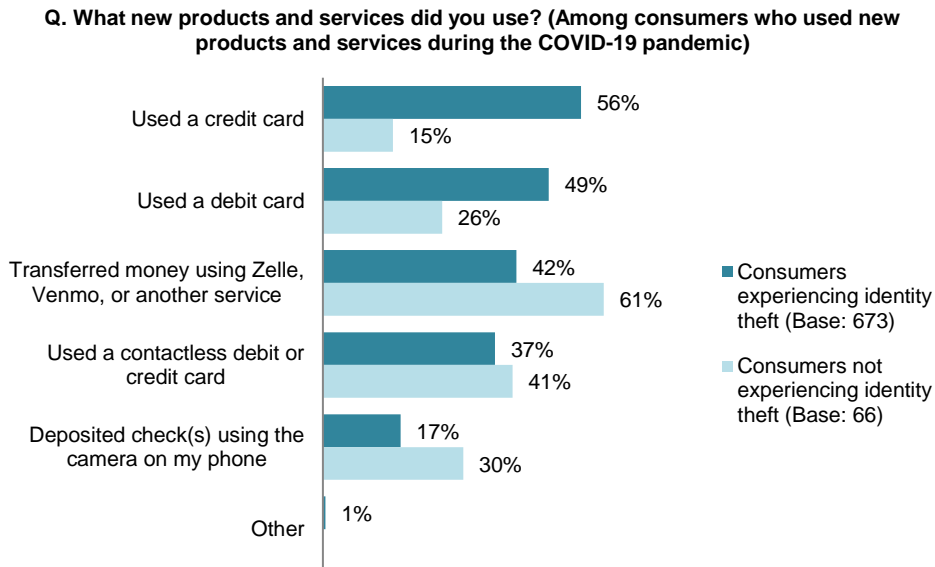 Q. What new products and services did you use? (Among consumers who used new
products and services during the COVID-19 pandemic)
Used a credit card
56%
15%
Used a debit card
49%
26%
Transferred money using Zelle,
Venmo, or another service
42%
61%
Used a contactless debit or
credit card
37%
41%
Deposited check(s) using the
camera on my phone
17%
30%
Other
1%
Consumers
experiencing identity
theft (Base: 673)
Consumers not
experiencing identity
theft (Base: 66)